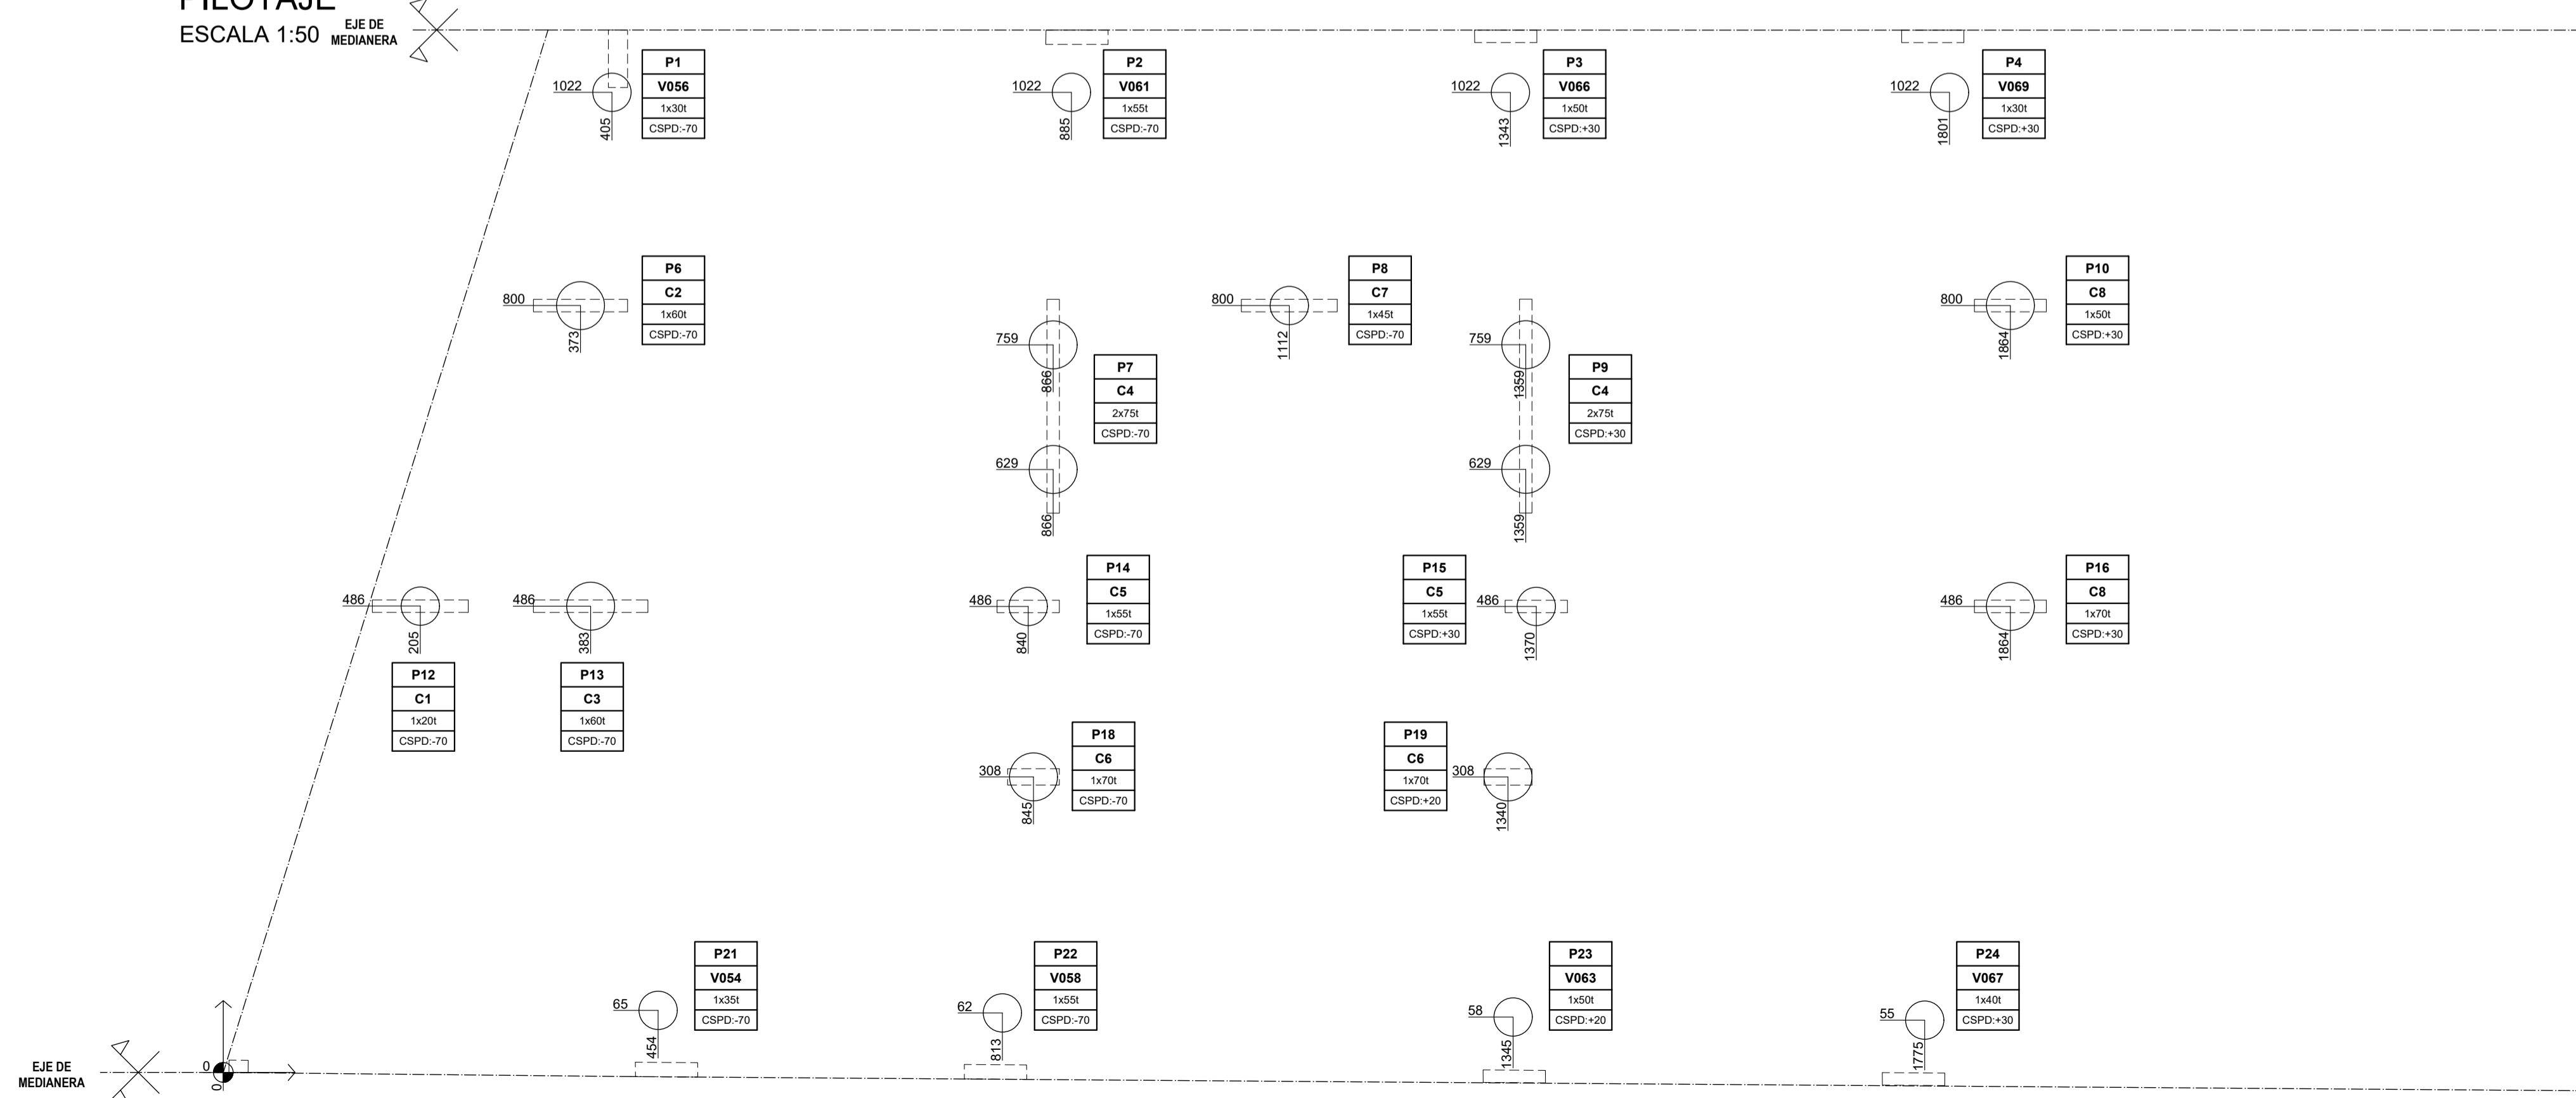 PILOTAJE
ESCALA 1:50
EJE DE
MEDIANERA
1022
405
P1
V056
1x30t
CSPD:-70
1022
885
P2
V061
1x55t
CSPD:-70
1022
1343
P3
V066
1x50t
CSPD:+30
1022
1801
P4
V069
1x30t
CSPD:+30
800
373
P6
C2
1x60t
CSPD:-70
759
866
629
866
P7
C4
2x75t
CSPD:-70
800
1112
P8
C7
1x45t
CSPD:-70
759
1359
629
1359
P9
C4
2x75t
CSPD:+30
800
1864
P10
C8
1x50t
CSPD:+30
486
205
P12
C1
1x20t
CSPD:-70
486
383
P13
C3
1x60t
CSPD:-70
486
840
P14
C5
1x55t
CSPD:-70
P15
C5
1x55t
CSPD:+30
486
1370
486
1864
P16
C8
1x70t
CSPD:+30
308
845
P18
C6
1x70t
CSPD:-70
P19
C6
1x70t
CSPD:+20
308
1340
65
454
P21
V054
1x35t
CSPD:-70
62
813
P22
V058
1x55t
CSPD:-70
58
1345
P23
V063
1x50t
CSPD:+20
55
1775
P24
V067
1x40t
CSPD:+30
EJE DE
MEDIANERA
0
0